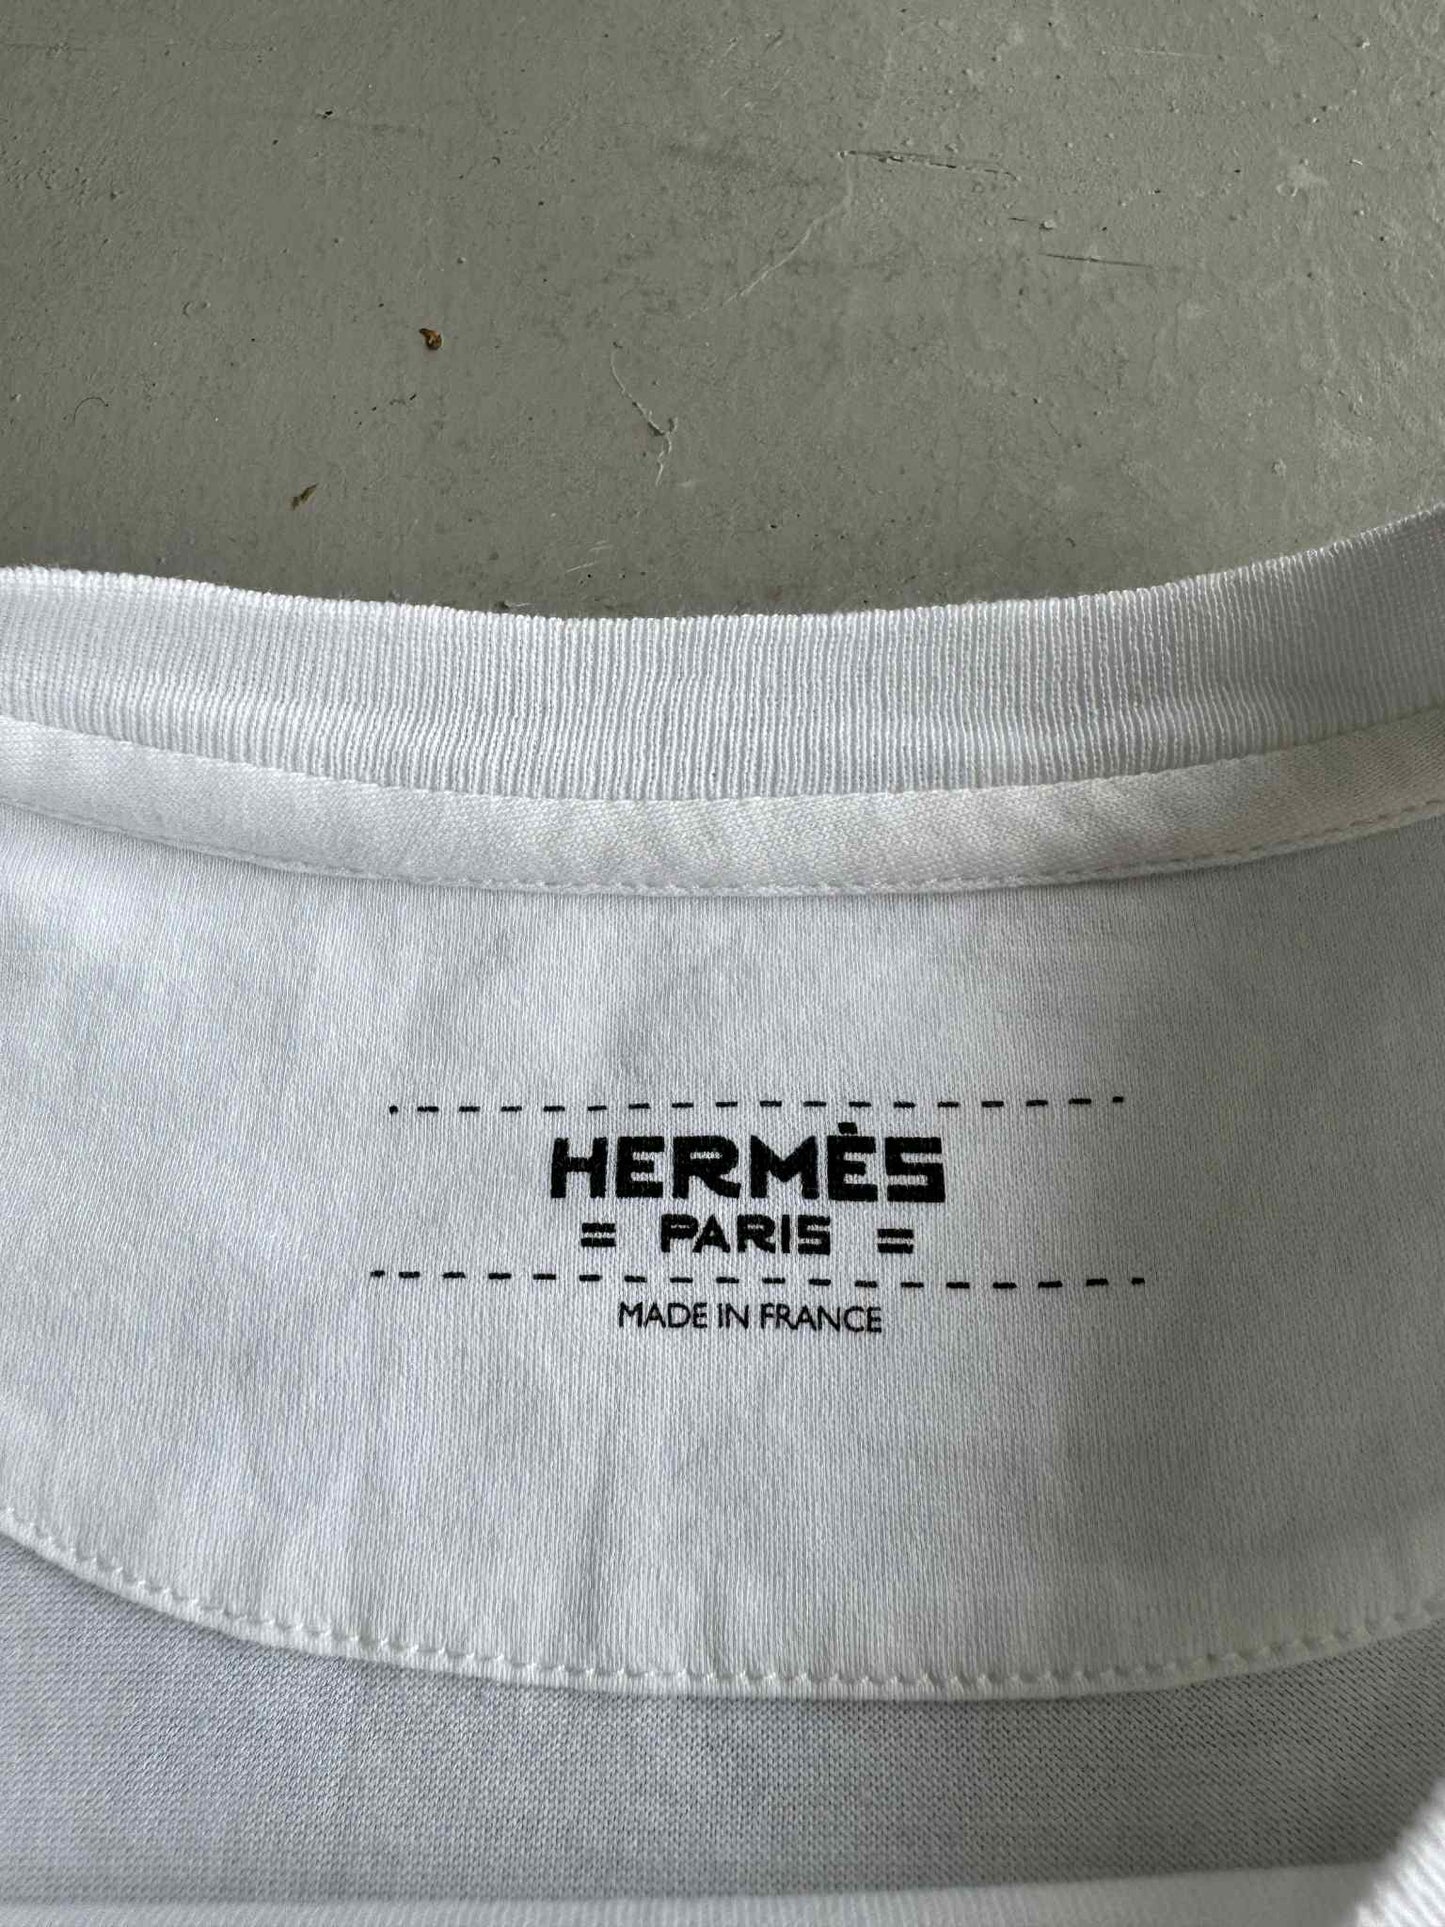 HERMÈS
= PARIS =
MADE IN FRANCE